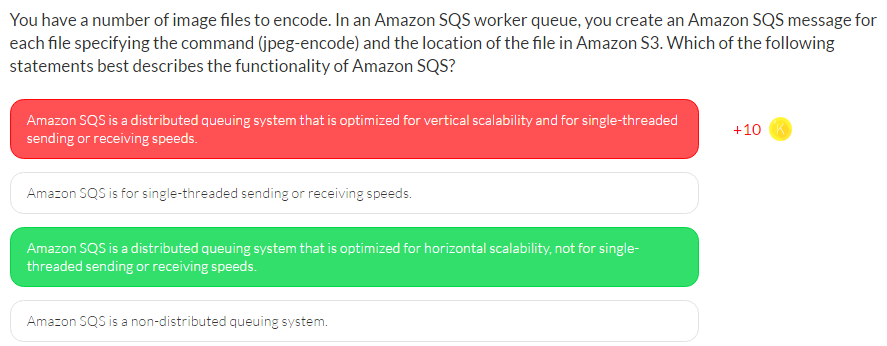 You have a number of image files to encode. In an Amazon SQS worker queue, you create an Amazon SQS message for
each file specifying the command (jpeg-encode) and the location of the file in Amazon S3. Which of the following
statements best describes the functionality of Amazon SQS?
Amazon SQS is a distributed queuing system that is optimized for vertical scalability and for single-threaded
sending or receiving speeds.
+10 K
Amazon SQS is for single-threaded sending or receiving speeds.
Amazon SQS is a distributed queuing system that is optimized for horizontal scalability, not for single-
threaded sending or receiving speeds.
Amazon SQS is a non-distributed queuing system.